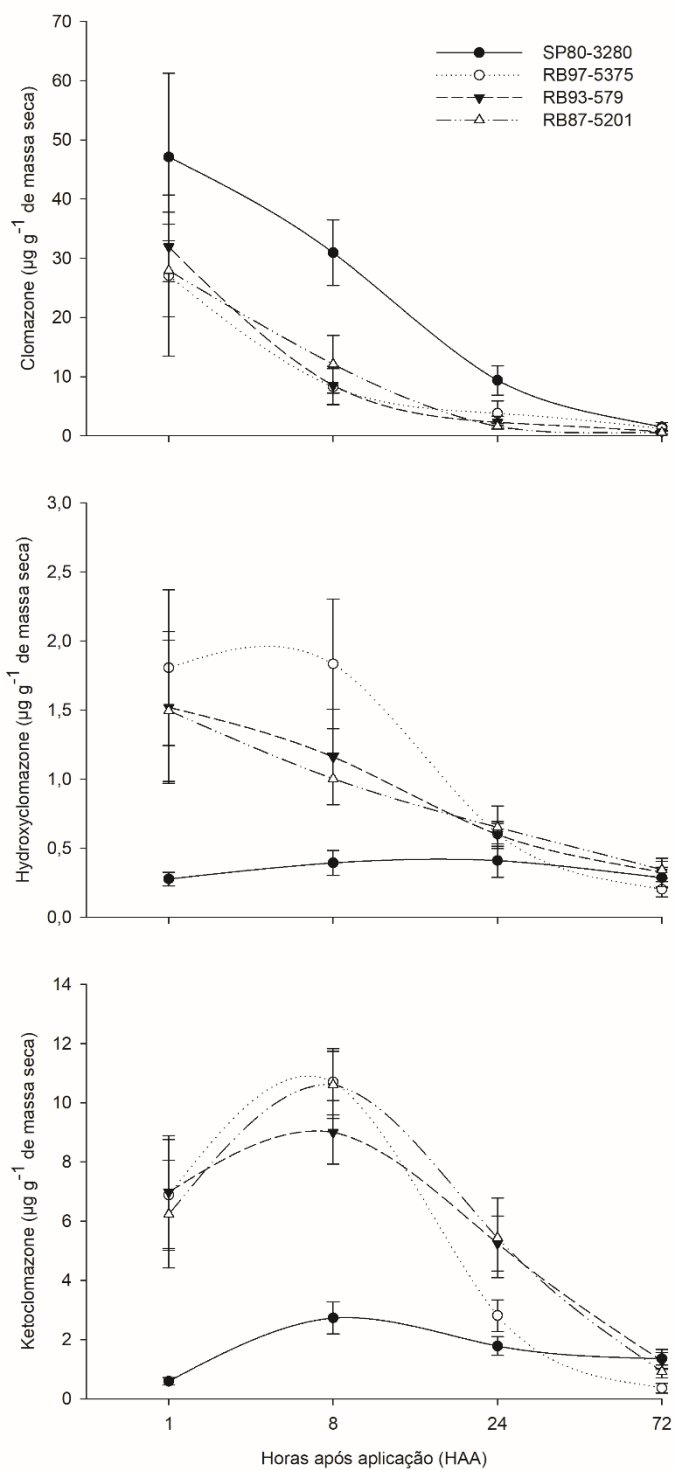 70
60
50
40
30
20
10
0
Clomazone (µg g⁻¹ de massa seca)
SP80-3280
RB97-5375
RB93-579
RB87-5201
3,0
2,5
2,0
1,5
1,0
0,5
0,0
Hydroxyclomazone (µg g⁻¹ de massa seca)
14
12
10
8
6
4
2
0
Ketoclomazone (µg g⁻¹ de massa seca)
1 8 24 72
Horas após aplicação (HAA)